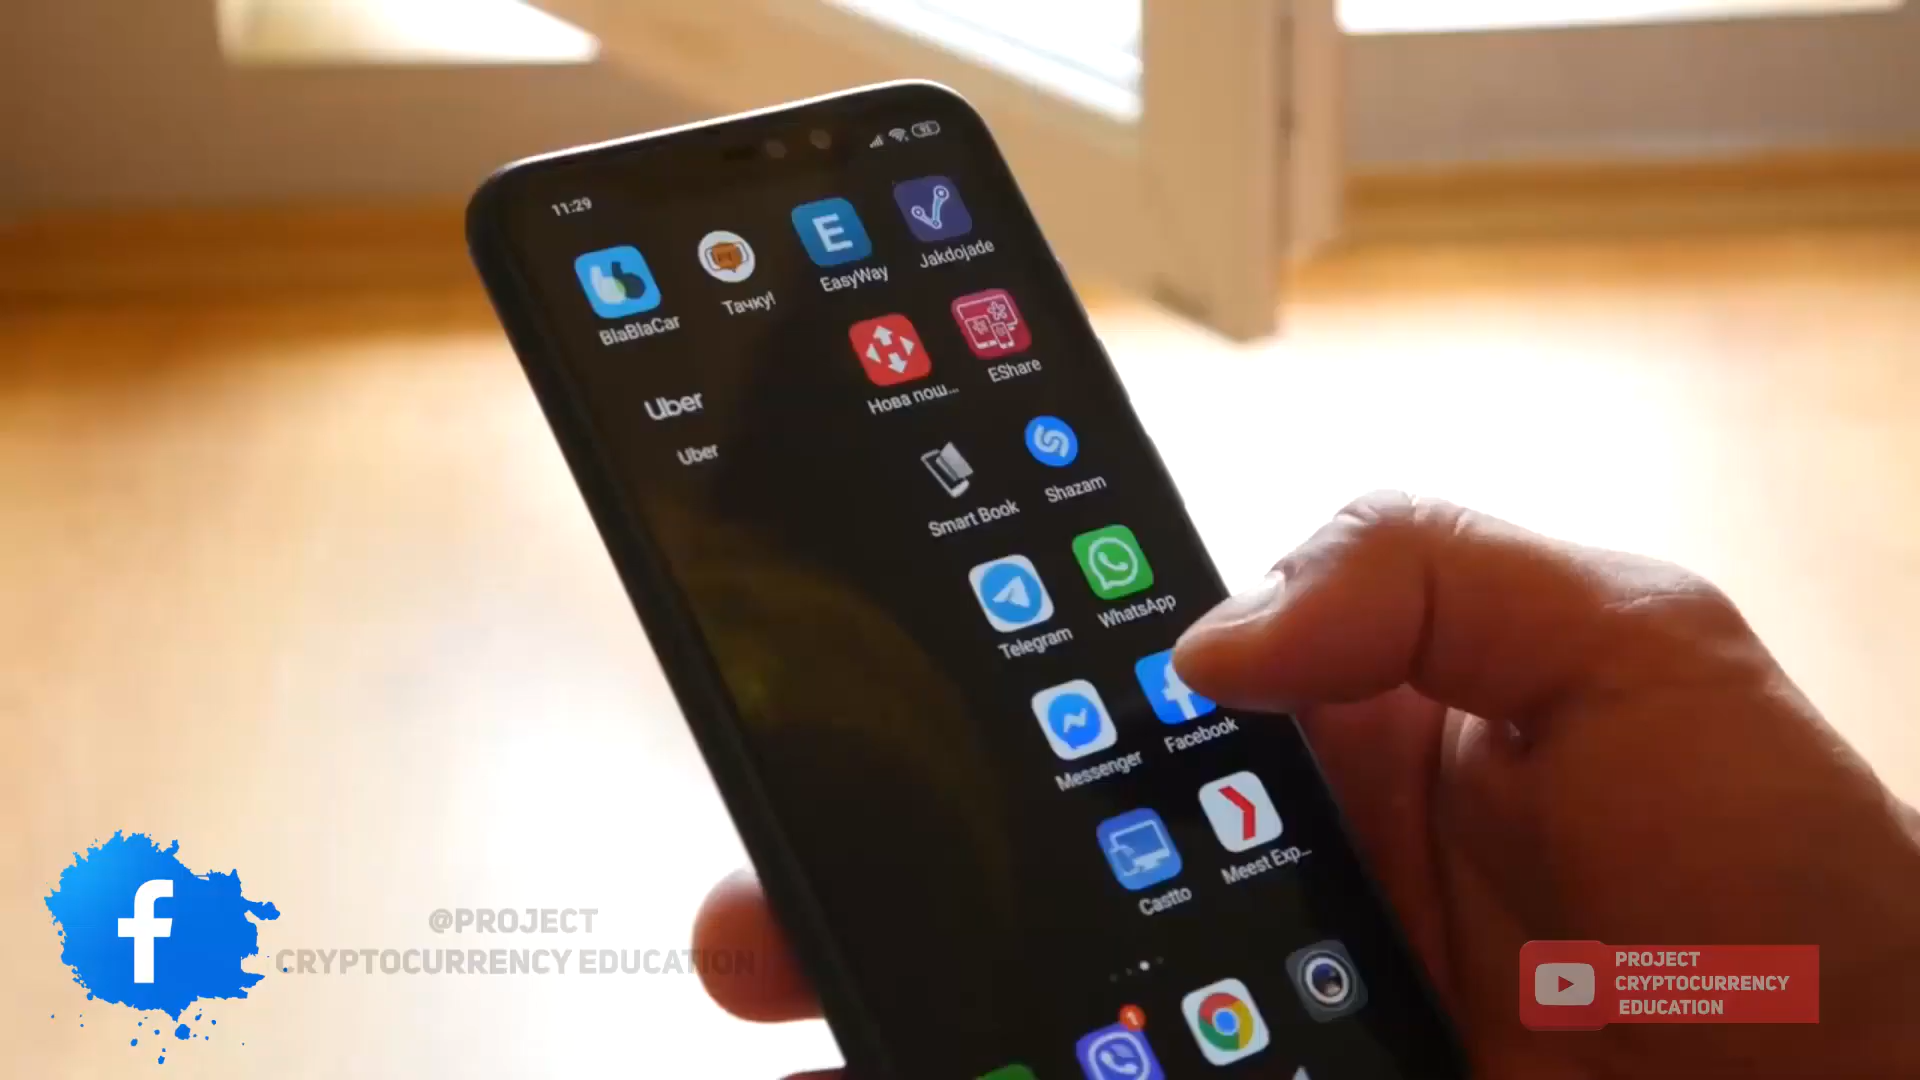 11:29
BlaBlaCar
Тачку!
E
EasyWay
Jakdojade
Uber
Uber
Нова пош...
EShare
Smart Book
Shazam
Telegram
WhatsApp
Messenger
Facebook
Castto
Meest Exp...
1
f
@PROJECT
CRYPTOCURRENCY EDUCATION
PROJECT
CRYPTOCURRENCY
EDUCATION